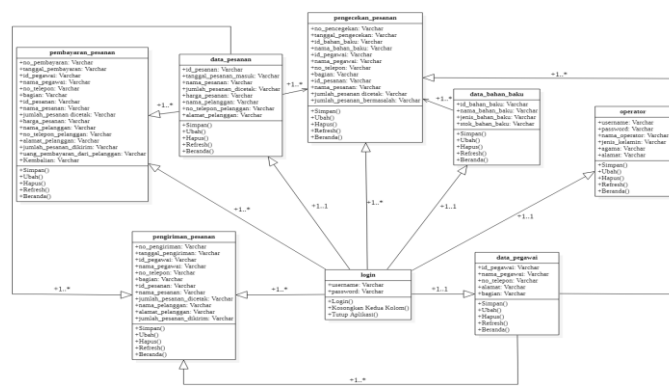 pembayaran_pesanan
+no_pembayaran: Varchar
+tanggal_pembayaran: Varchar
+id_pegawai: Varchar
+nama_pegawai: Varchar
+no_telepon: Varchar
+bagian: Varchar
+id_pesanan: Varchar
+nama_pesanan: Varchar
+jumlah_pesanan dicetak: Varchar
+harga_pesanan: Varchar
+nama_pelanggan: Varchar
+no_telepon_pelanggan: Varchar
+alamat_pelanggan: Varchar
+jumlah_pesanan_dikirim: Varchar
+uang_pembayaran_dari_pelanggan: Varchar
+Kembalian: Varchar
+Simpan()
+Ubah()
+Hapus()
+Refresh()
+Beranda()
data_pesanan
+id_pesanan: Varchar
+tanggal_pesanan_masuk: Varchar
+nama_pesanan: Varchar
+jumlah_pesanan_dicetak: Varchar
+harga_pesanan: Varchar
+nama_pelanggan: Varchar
+no_telepon_pelanggan: Varchar
+alamat_pelanggan: Varchar
+Simpan()
+Ubah()
+Hapus()
+Refresh()
+Beranda()
pengecekan_pesanan
+no_pencegekan: Varchar
+tanggal_pengecekan: Varchar
+id_bahan_baku: Varchar
+nama_bahan_baku: Varchar
+id_pegawai: Varchar
+nama_pegawai: Varchar
+no_telepon: Varchar
+bagian: Varchar
+id_pesanan: Varchar
+nama_pesanan: Varchar
+jumlah_pesanan dicetak: Varchar
+jumlah_pesanan_bermasalah: Varchar
+Simpan()
+Ubah()
+Hapus()
+Refresh()
+Beranda()
data_bahan_baku
+id_bahan_baku: Varchar
+nama_bahan_baku: Varchar
+jenis_bahan_baku: Varchar
+stok_bahan_baku: Varchar
+Simpan()
+Ubah()
+Hapus()
+Refresh()
+Beranda()
operator
+username: Varchar
+password: Varchar
+nama_operator: Varchar
+jenis_kelamin: Varchar
+agama: Varchar
+alamat: Varchar
+Simpan()
+Ubah()
+Hapus()
+Refresh()
+Beranda()
+1..*
+1..*
+1..*
+1..*
+1..*
+1..1
+1..*
+1..1
+1..1
pengiriman_pesanan
+no_pengiriman: Varchar
+tanggal_pengiriman: Varchar
+id_pegawai: Varchar
+nama_pegawai: Varchar
+no_telepon: Varchar
+bagian: Varchar
+id_pesanan: Varchar
+nama_pesanan: Varchar
+jumlah_pesanan_dicetak: Varchar
+nama_pelanggan: Varchar
+alamat_pelanggan: Varchar
+jumlah_pesanan_dikirim: Varchar
+Simpan()
+Ubah()
+Hapus()
+Refresh()
+Beranda()
login
+username: Varchar
+password: Varchar
+Login()
+Kosongkan Kedua Kolom()
+Tutup Aplikasi()
data_pegawai
+id_pegawai: Varchar
+nama_pegawai: Varchar
+no_telepon: Varchar
+alamat: Varchar
+bagian: Varchar
+Simpan()
+Ubah()
+Hapus()
+Refresh()
+Beranda()
+1..*
+1..*
+1..1
+1..*